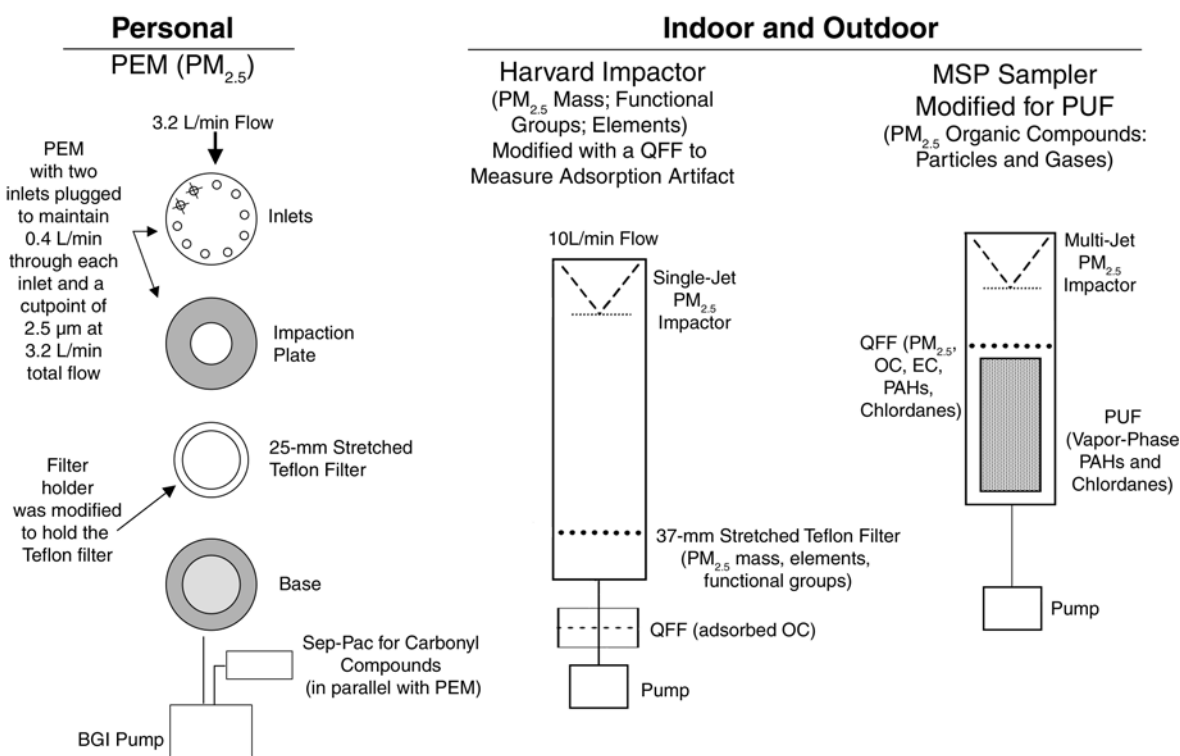 Personal
PEM (PM2.5)
3.2 L/min Flow
PEM
with two
inlets plugged
to maintain
0.4 L/min
through each
inlet and a
cutpoint of
2.5 µm at
3.2 L/min
total flow
Inlets
Impaction
Plate
25-mm Stretched
Teflon Filter
Filter
holder
was modified
to hold the
Teflon filter
Base
Sep-Pac for Carbonyl
Compounds
(in parallel with PEM)
BGI Pump
Indoor and Outdoor
Harvard Impactor
(PM2.5 Mass; Functional
Groups; Elements)
Modified with a QFF to
Measure Adsorption Artifact
10L/min Flow
Single-Jet
PM2.5
Impactor
37-mm Stretched Teflon Filter
(PM2.5 mass, elements,
functional groups)
QFF (adsorbed OC)
Pump
MSP Sampler
Modified for PUF
(PM2.5 Organic Compounds:
Particles and Gases)
Multi-Jet
PM2.5
Impactor
QFF (PM2.5,
OC, EC,
PAHs,
Chlordanes)
PUF
(Vapor-Phase
PAHs and
Chlordanes)
Pump